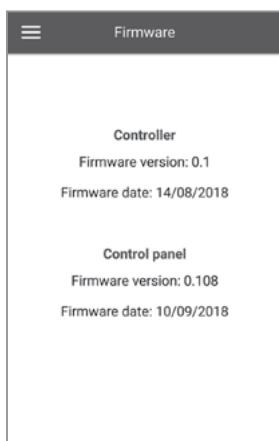 Firmware
Controller
Firmware version: 0.1
Firmware date: 14/08/2018
Control panel
Firmware version: 0.108
Firmware date: 10/09/2018